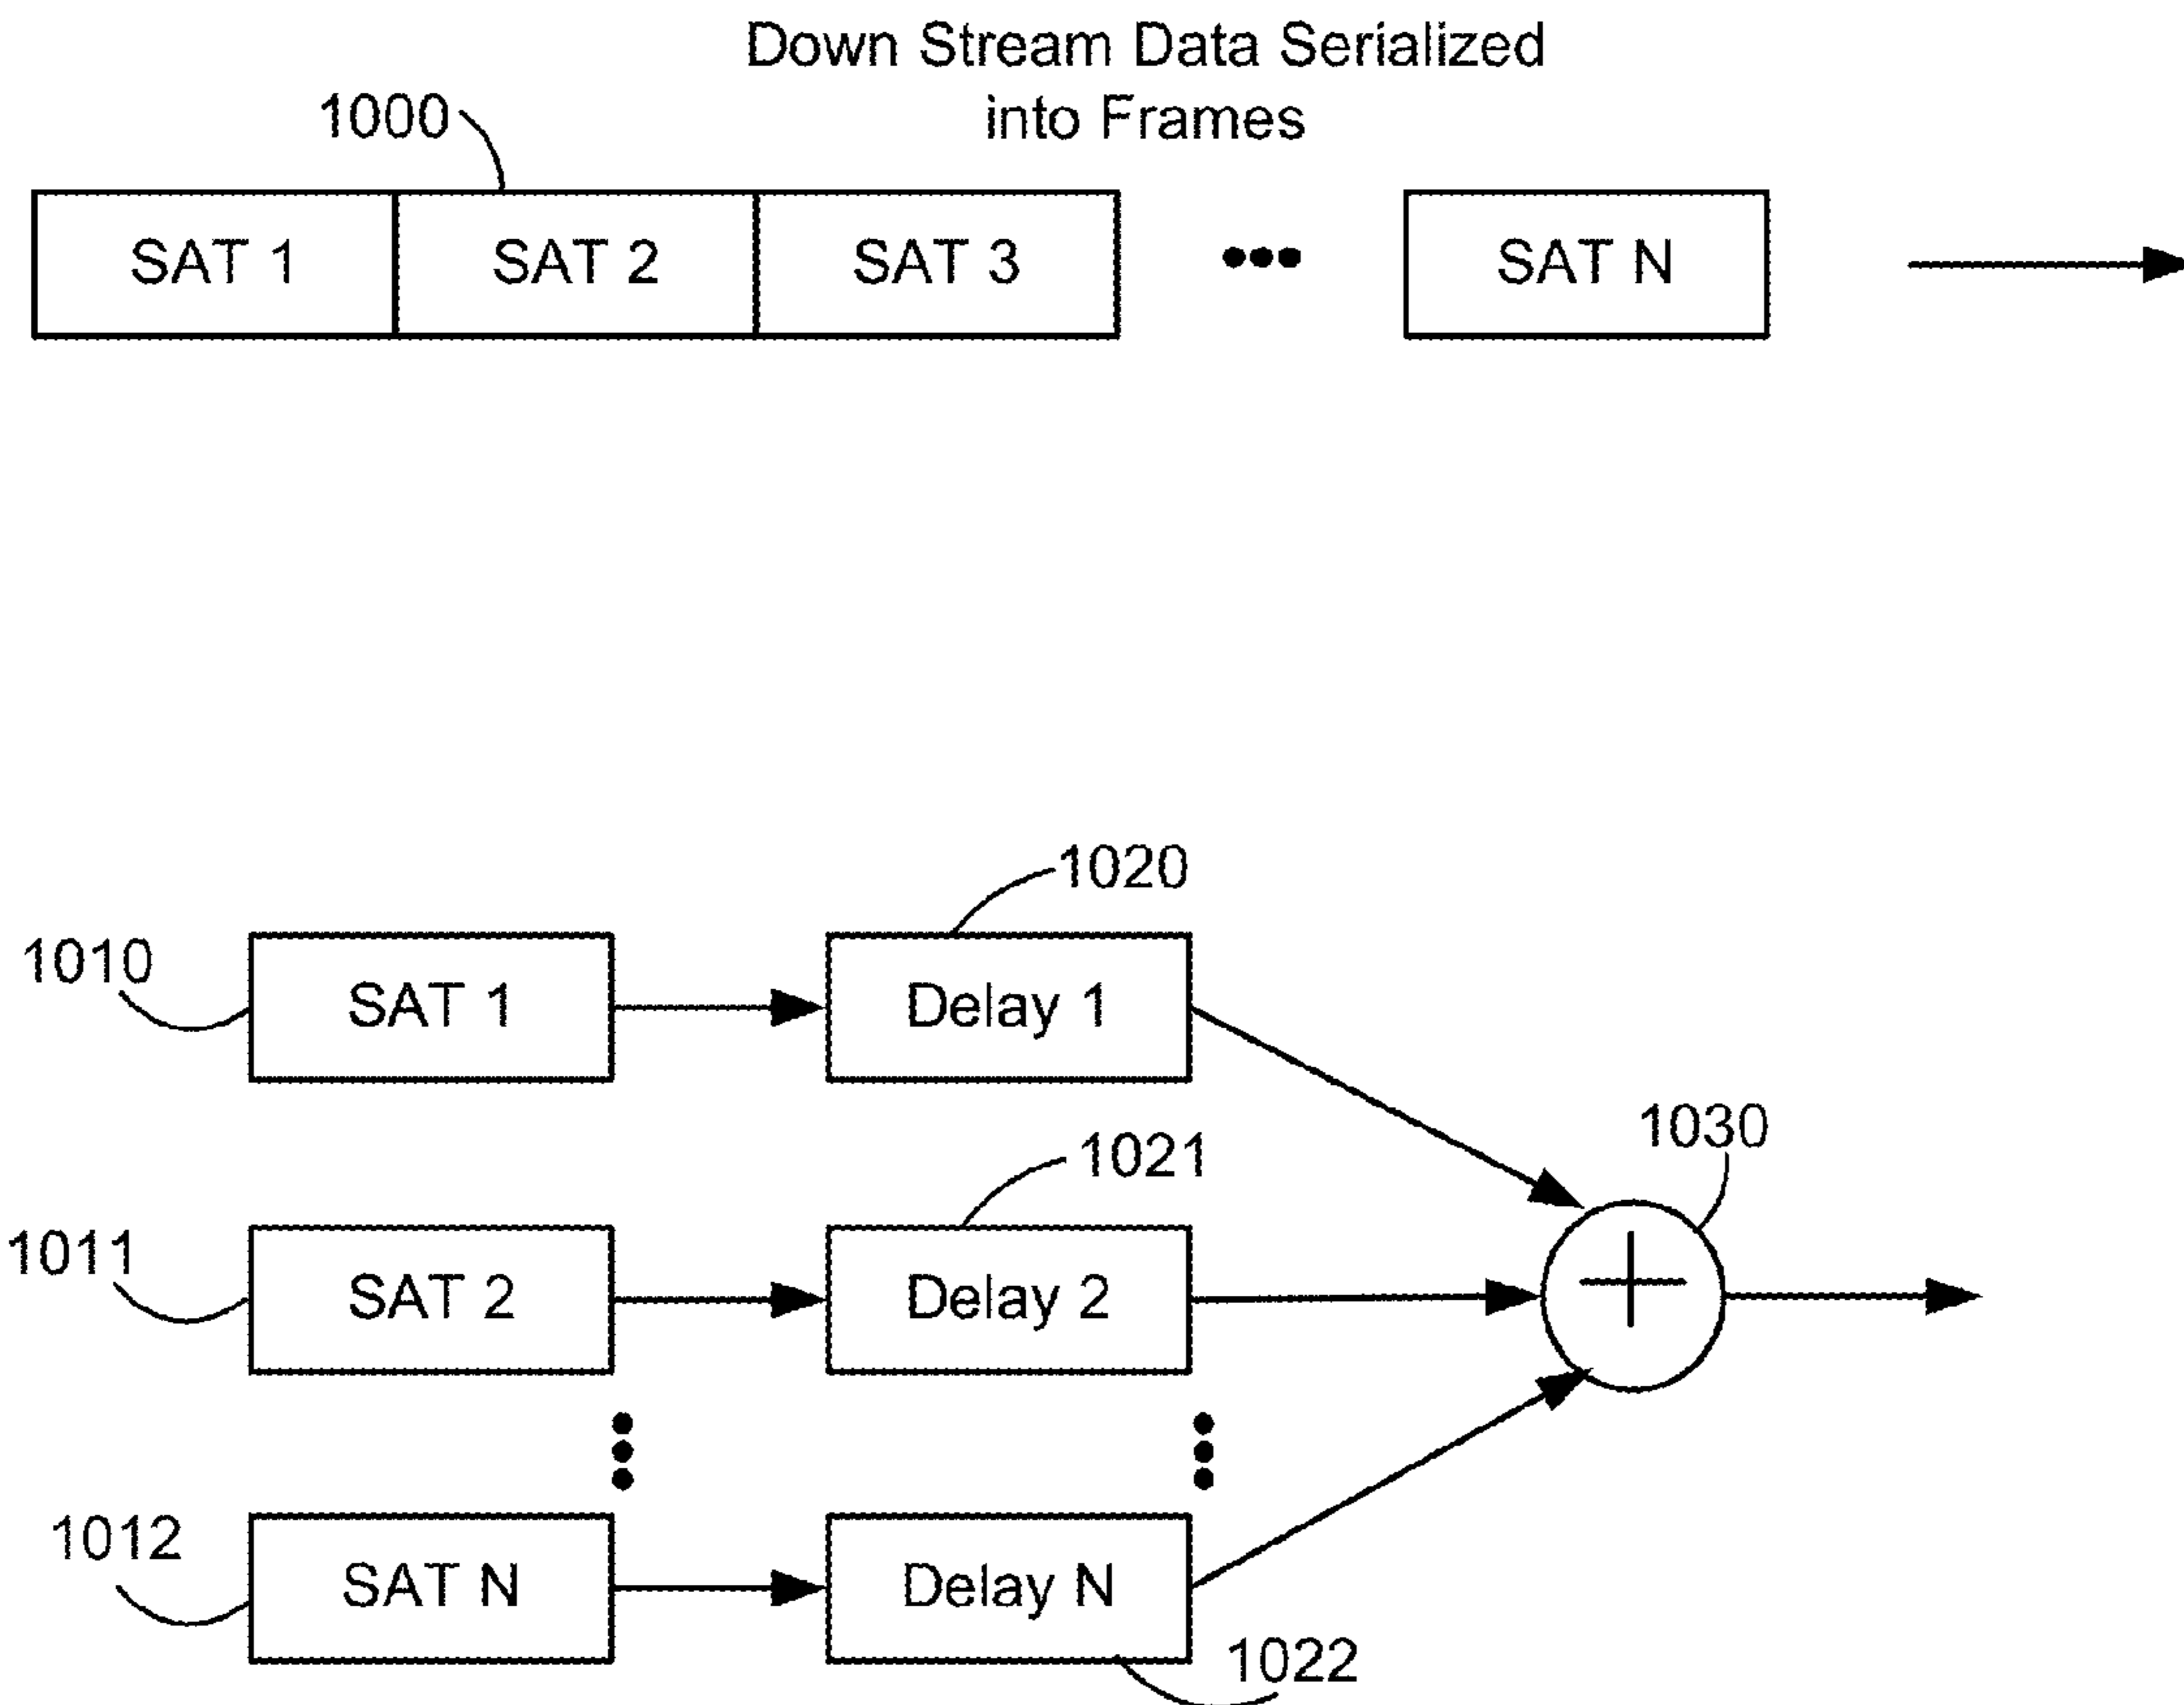 Down Stream Data Serialized
into Frames
1000
SAT 1 SAT 2 SAT 3 ••• SAT N
1020
1010 SAT 1 Delay 1
1021
1030
1011 SAT 2 Delay 2
1012 SAT N Delay N
1022